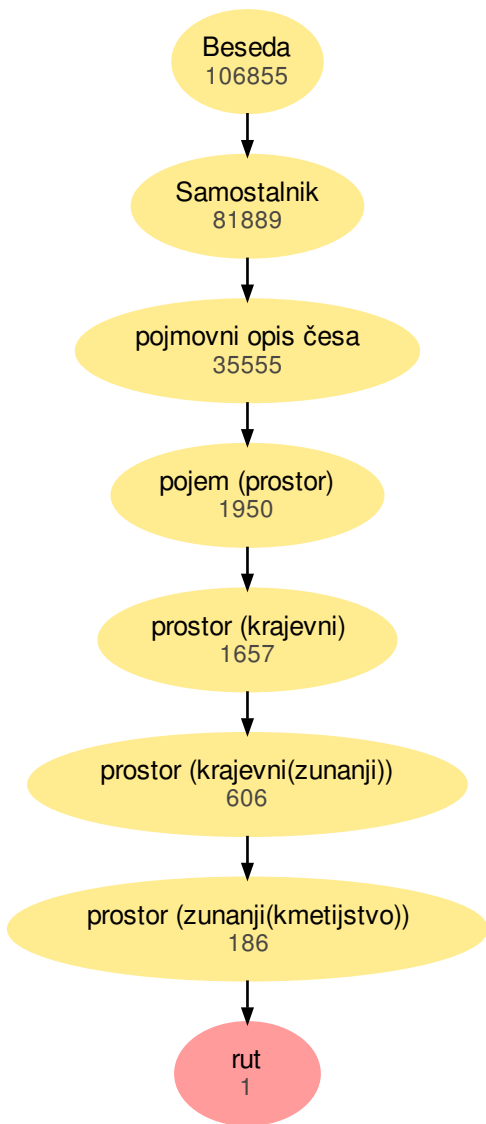 Beseda
106855
Samostalnik
81889
pojmovni opis česa
35555
pojem (prostor)
1950
prostor (krajevni)
1657
prostor (krajevni(zunanji))
606
prostor (zunanji(kmetijstvo))
186
rut
1